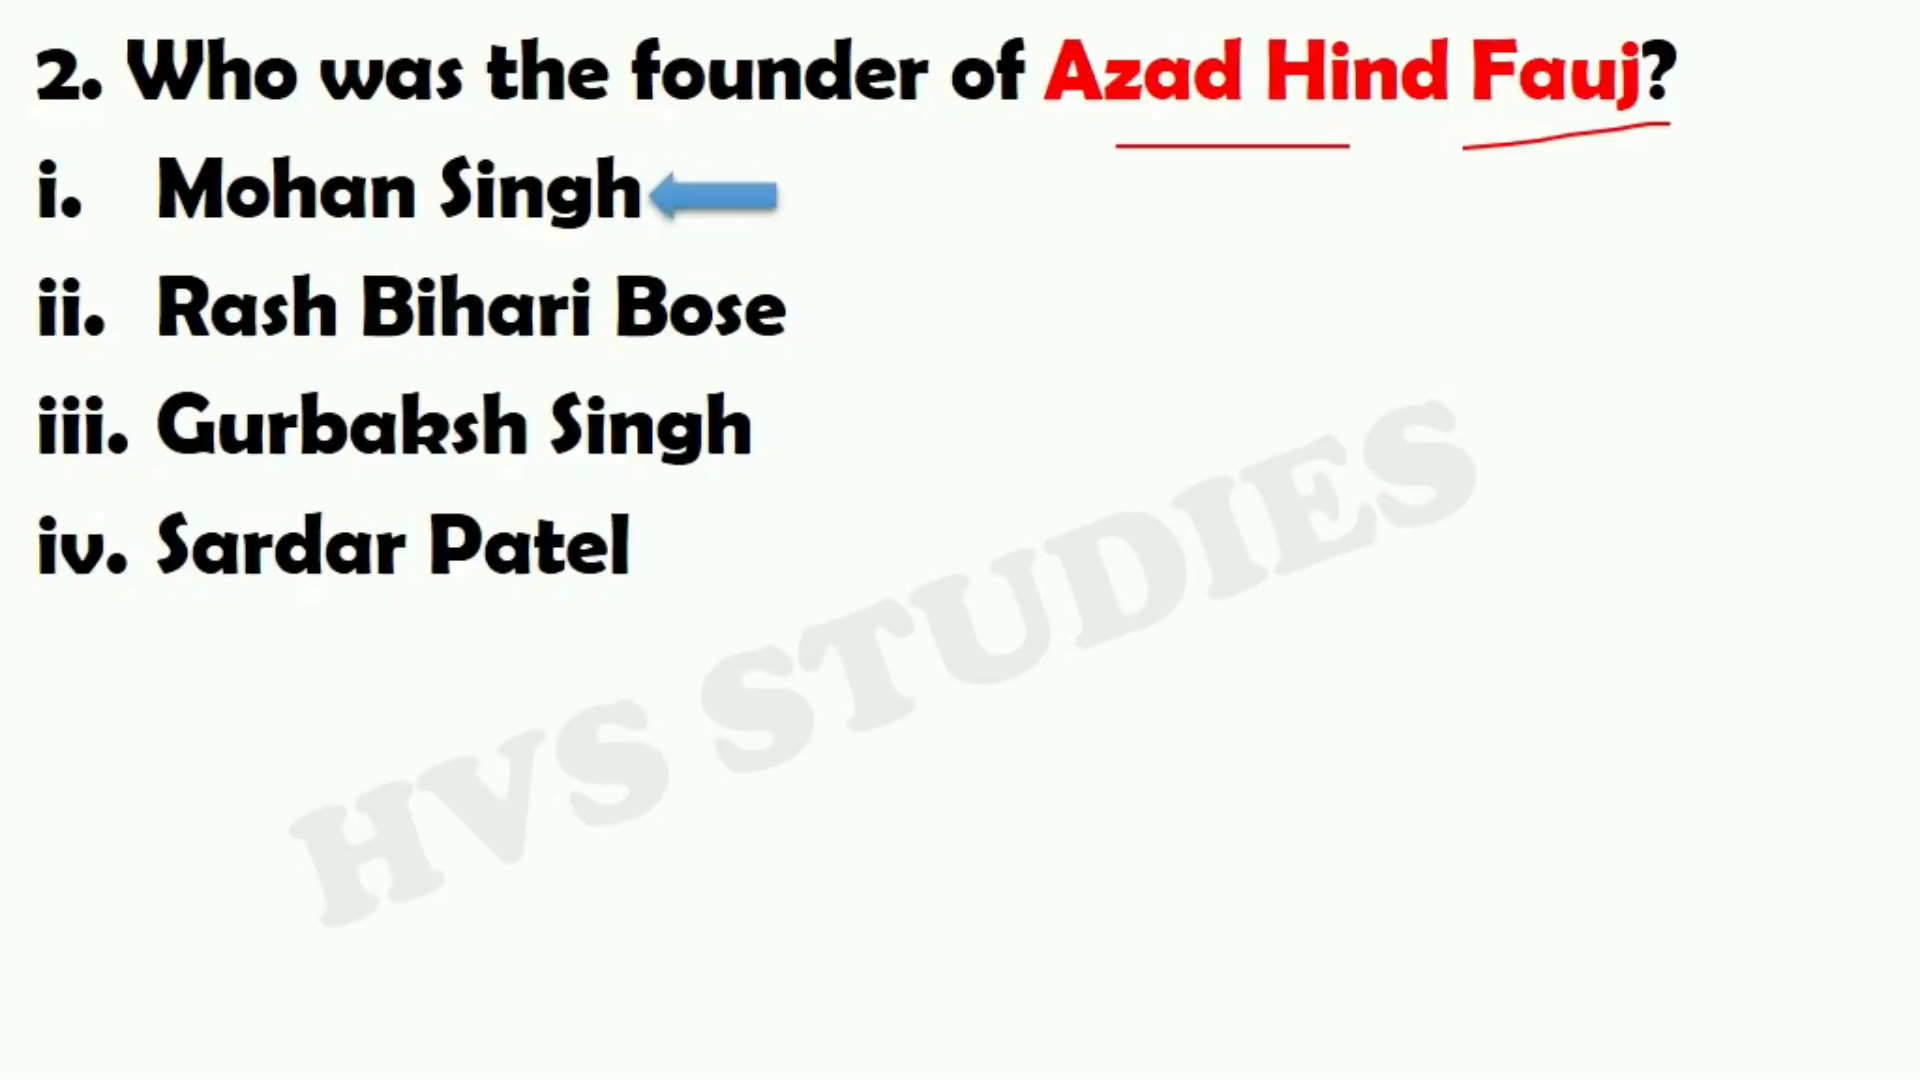 2. Who was the founder of Azad Hind Fauj?
i. Mohan Singh
ii. Rash Bihari Bose
iii. Gurbaksh Singh
iv. Sardar Patel
HVS STUDIES